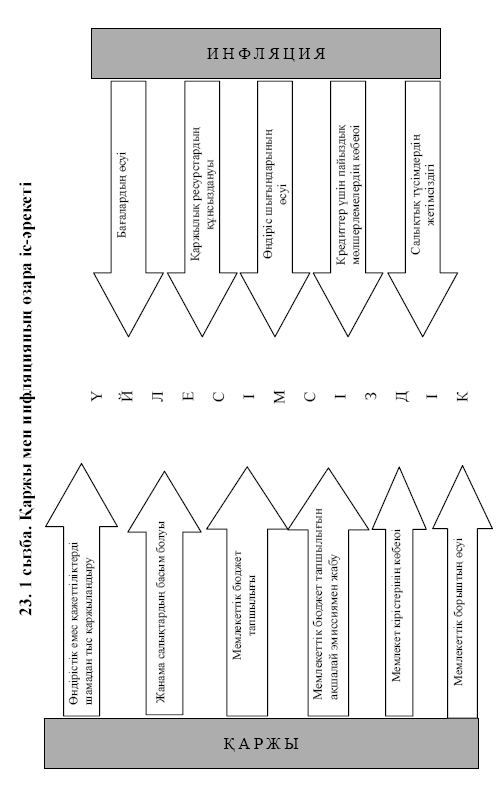 23. 1 сызба. Қаржы мен инфляцияның өзара іс-әрекеті
ИНФЛЯЦИЯ
Бағалардың өсуі
Қаржылық ресурстардың
құнсыздануы
Өндіріс шығындарының
өсуі
Кредиттер үшін пайыздық
мөлшерлемелердің көбеюі
Салықтық түсімдердің
жетімсіздігі
Ү
Й
Л
Е
С
І
М
С
І
З
Д
І
К
Өндірістік емес қажеттіліктерді
шамадан тыс қаржыландыру
Жанама салықтардың басым болуы
Мемлекеттік бюджет
тапшылығы
Мемлекеттік бюджет тапшылығын
ақшалай эмиссиямен жабу
Мемлекет кірістерінің көбеюі
Мемлекеттік борыштың өсуі
ҚАРЖЫ